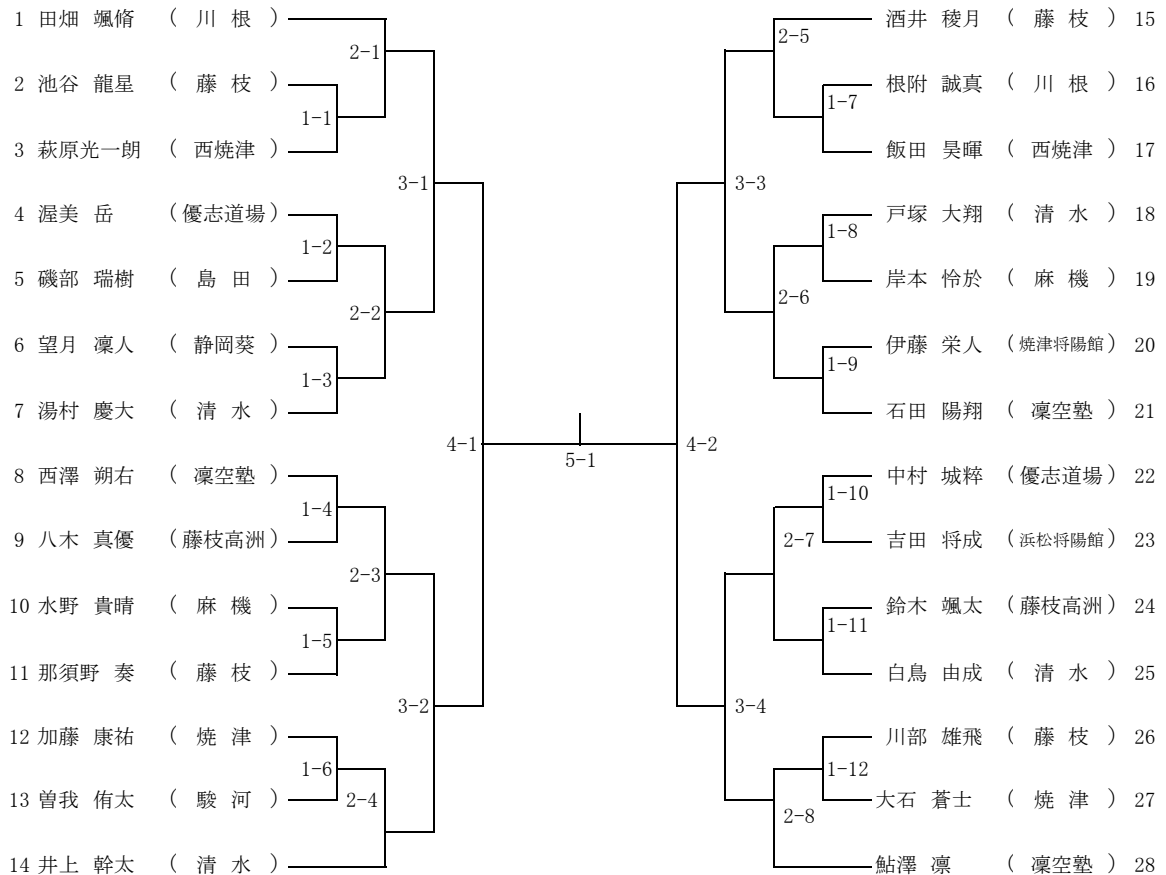 1 田畑 颯脩 ( 川 根 )
2-1
2 池谷 龍星 ( 藤 枝 )
1-1
3 萩原光一朗 ( 西焼津 )
3-1
4 渥美 岳 (優志道場)
1-2
5 磯部 瑞樹 ( 島 田 )
2-2
6 望月 凜人 ( 静岡葵 )
1-3
7 湯村 慶大 ( 清 水 )
4-1
8 西澤 朔右 ( 凜空塾 )
1-4
9 八木 真優 (藤枝高洲)
2-3
10 水野 貴晴 ( 麻 機 )
1-5
11 那須野 奏 ( 藤 枝 )
3-2
12 加藤 康祐 ( 焼 津 )
1-6
13 曽我 侑太 ( 駿 河 )
2-4
14 井上 幹太 ( 清 水 )
5-1
酒井 稜月 ( 藤 枝 ) 15
2-5
根附 誠真 ( 川 根 ) 16
1-7
飯田 昊暉 ( 西焼津 ) 17
3-3
戸塚 大翔 ( 清 水 ) 18
1-8
岸本 怜於 ( 麻 機 ) 19
2-6
伊藤 栄人 (焼津将陽館) 20
1-9
石田 陽翔 ( 凜空塾 ) 21
4-2
中村 城粹 (優志道場) 22
1-10
2-7
吉田 将成 (浜松将陽館) 23
鈴木 颯太 (藤枝高洲) 24
1-11
白鳥 由成 ( 清 水 ) 25
3-4
川部 雄飛 ( 藤 枝 ) 26
1-12
大石 蒼士 ( 焼 津 ) 27
2-8
鮎澤 凛 ( 凜空塾 ) 28